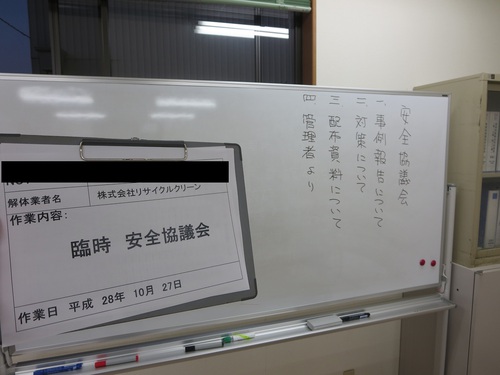 安全協議会
一、事例報告について
二、対策について
三、配布資料について
四、管理者より
解体業者名 株式会社リサイクルクリーン
作業内容:
臨時 安全協議会
作業日 平成 28年 10月 27日